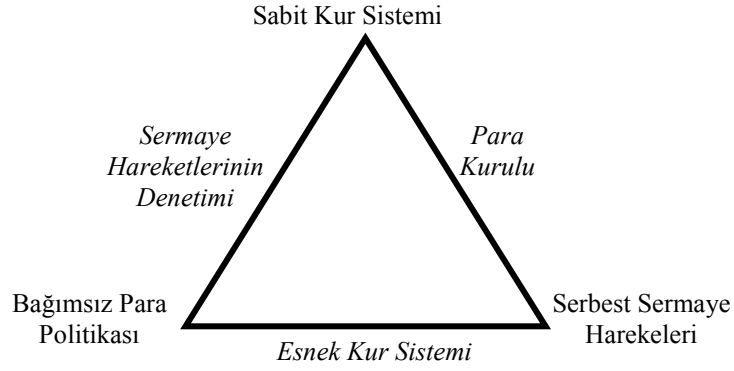 Sabit Kur Sistemi
Sermaye
Hareketlerinin
Denetimi
Para
Kurulu
Bağımsız Para
Politikası
Serbest Sermaye
Harekeleri
Esnek Kur Sistemi